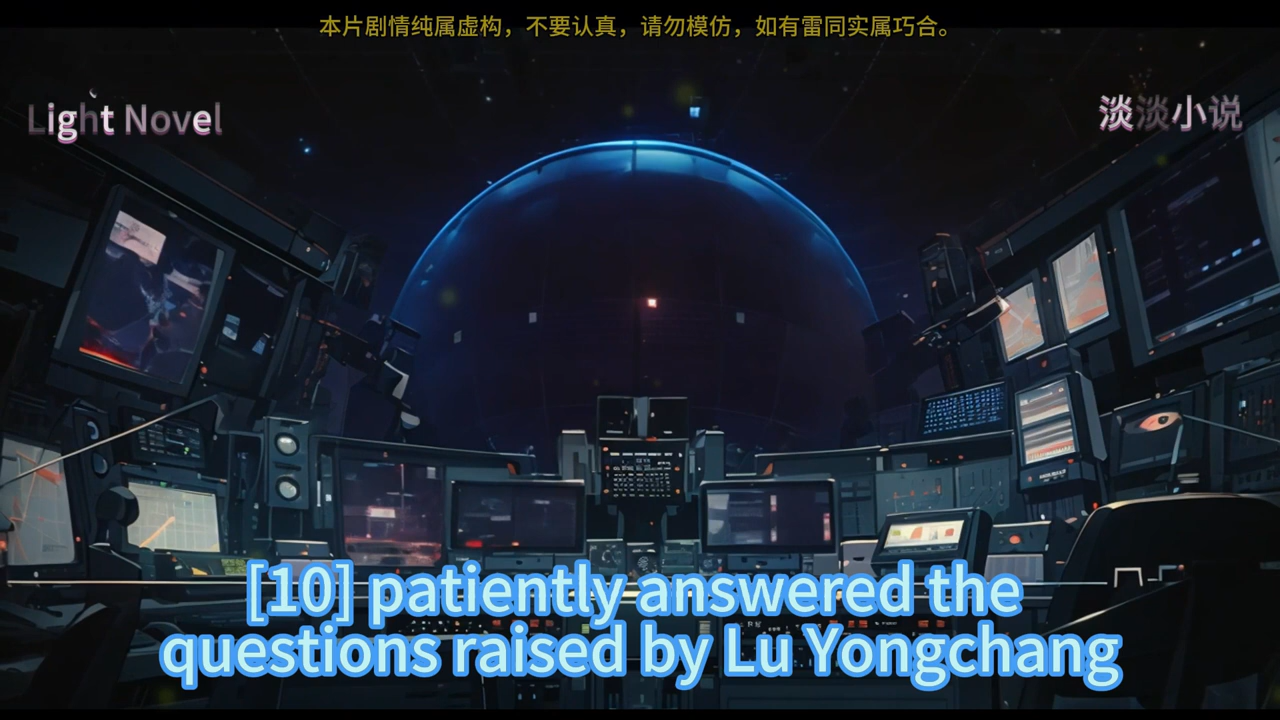 本片剧情纯属虚构，不要认真，请勿模仿，如有雷同实属巧合。
Light Novel
淡淡小说
[10] patiently answered the
questions raised by Lu Yongchang